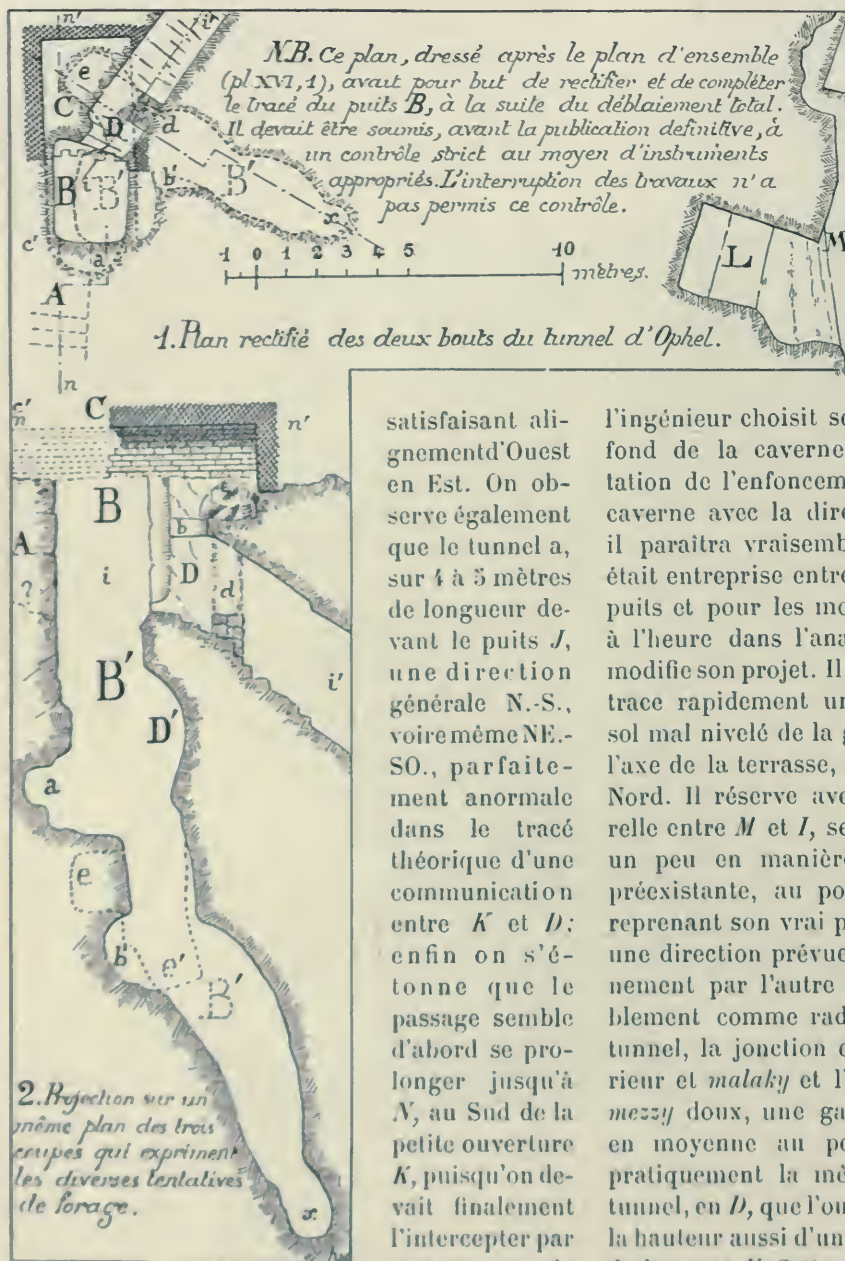 N.B. Ce plan, dressé après le plan d'ensemble
(pl XVI, 1), avait pour but de rectifier et de compléter
le tracé du puits B, à la suite du déblaiement total.
Il devait être soumis, avant la publication definitive, à
un contrôle strict au moyen d'instruments
appropriés. L'interruption des travaux n'a
pas permis ce contrôle.
n'
i'
e
C
D
d
B
B'
b'
B'
x
c'
a
A
n
1 0 1 2 3 4 5 10
mètres.
L
M
1. Plan rectifié des deux bouts du tunnel d'Ophel.
c'
n
C
n'
B
A
i
b
D
d
?
B'
D'
i'
a
e
b'
e'
B'
x
2. Projection sur un
même plan des trois
coupes qui expriment
les diverses tentatives
de forage.
satisfaisant ali-
gnementd'Ouest
en Est. On ob-
serve également
que le tunnel a,
sur 4 à 5 mètres
de longueur de-
vant le puits J,
une direction
générale N.-S.,
voire même NE.-
SO., parfaite-
ment anormale
dans le tracé
théorique d'une
communication
entre K et D;
enfin on s'é-
tonne que le
passage semble
d'abord se pro-
longer jusqu'à
N, au Sud de la
petite ouverture
K, puisqu'on de-
vait finalement
l'intercepter par
l'ingénieur choisit so
fond de la caverne
tation de l'enfoncem
caverne avec la dire
il paraîtra vraisemb
était entreprise entre
puits et pour les mo
à l'heure dans l'ana
modifie son projet. Il
trace rapidement un
sol mal nivelé de la g
l'axe de la terrasse,
Nord. Il réserve ave
relle entre M et I, se
un peu en manière
préexistante, au po
reprenant son vrai p
une direction prévue
nement par l'autre
blement comme rad
tunnel, la jonction e
rieur et malaky et l'
mezzy doux, une ga
en moyenne au po
pratiquement la mê
tunnel, en D, que l'ou
la hauteur aussi d'un